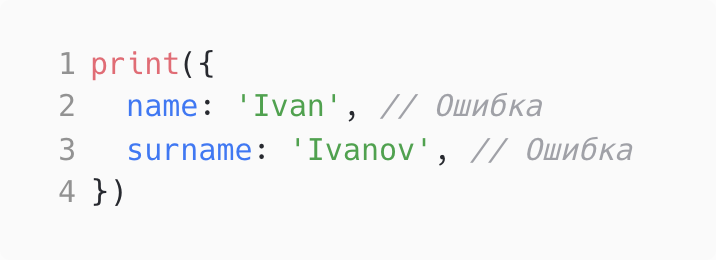 1 print({
2   name: 'Ivan', // Ошибка
3   surname: 'Ivanov', // Ошибка
4 })